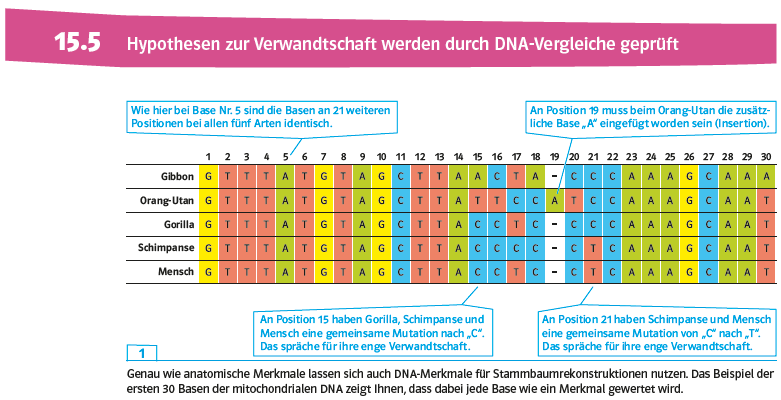 15.5 Hypothesen zur Verwandtschaft werden durch DNA-Vergleiche geprüft
Wie hier bei Base Nr. 5 sind die Basen an 21 weiteren
Positionen bei allen fünf Arten identisch.
An Position 19 muss beim Orang-Utan die zusätz-
liche Base „A“ eingefügt worden sein (Insertion).
1 2 3 4 5 6 7 8 9 10 11 12 13 14 15 16 17 18 19 20 21 22 23 24 25 26 27 28 29 30
Gibbon G T T T A T G T A G C T T A A C T A – C C C A A A G C A A A
Orang-Utan G T T T A T G T A G C T T A T T C C A T C C A A A G C A A T
Gorilla G T T T A T G T A G C T T A C C T C – C C C A A A G C A A T
Schimpanse G T T T A T G T A G C T T A C C C C – C T C A A A G C A A T
Mensch G T T T A T G T A G C T T A C C T C – C T C A A A G C A A T
An Position 15 haben Gorilla, Schimpanse und
Mensch eine gemeinsame Mutation nach „C“.
Das spräche für ihre enge Verwandtschaft.
An Position 21 haben Schimpanse und Mensch
eine gemeinsame Mutation von „C“ nach „T“.
Das spräche für ihre enge Verwandtschaft.
1
Genau wie anatomische Merkmale lassen sich auch DNA-Merkmale für Stammbaumrekonstruktionen nutzen. Das Beispiel der
ersten 30 Basen der mitochondrialen DNA zeigt Ihnen, dass dabei jede Base wie ein Merkmal gewertet wird.